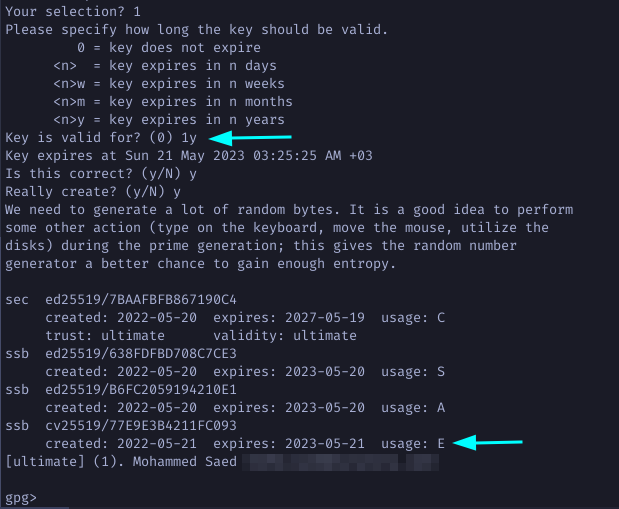 Your selection? 1
Please specify how long the key should be valid.
0 = key does not expire
<n>  = key expires in n days
<n>w = key expires in n weeks
<n>m = key expires in n months
<n>y = key expires in n years
Key is valid for? (0) 1y
Key expires at Sun 21 May 2023 03:25:25 AM +03
Is this correct? (y/N) y
Really create? (y/N) y
We need to generate a lot of random bytes. It is a good idea to perform
some other action (type on the keyboard, move the mouse, utilize the
disks) during the prime generation; this gives the random number
generator a better chance to gain enough entropy.
sec  ed25519/7BAAFBFB867190C4
created: 2022-05-20  expires: 2027-05-19  usage: C
trust: ultimate      validity: ultimate
ssb  ed25519/638FDFBD708C7CE3
created: 2022-05-20  expires: 2023-05-20  usage: S
ssb  ed25519/B6FC2059194210E1
created: 2022-05-20  expires: 2023-05-20  usage: A
ssb  cv25519/77E9E3B4211FC093
created: 2022-05-21  expires: 2023-05-21  usage: E
[ultimate] (1). Mohammed Saed
gpg>